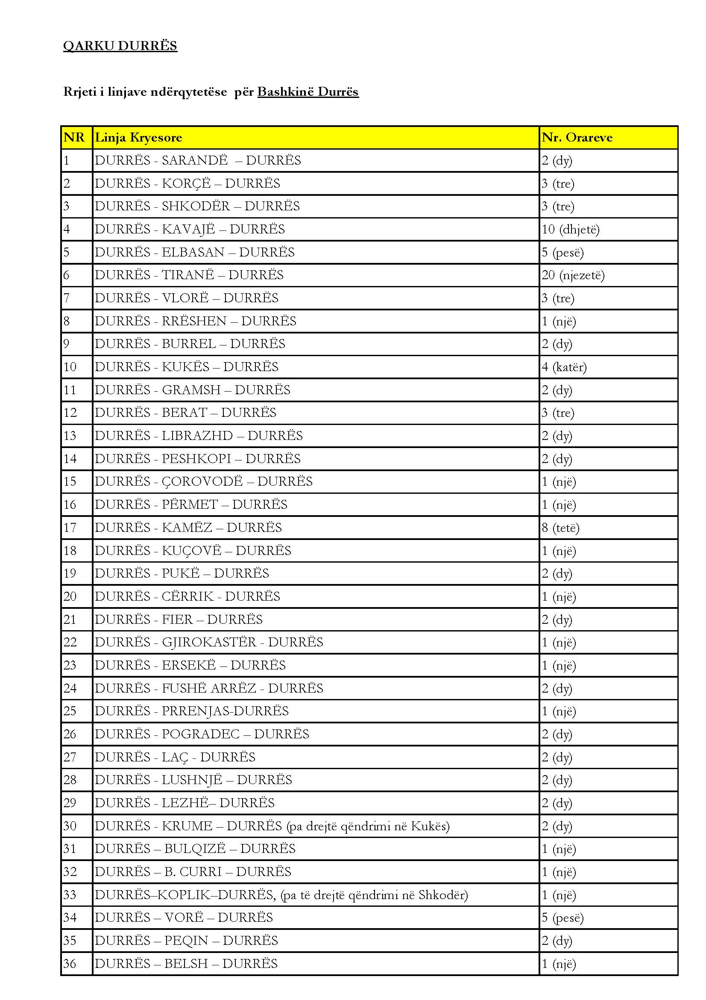 QARKU DURRËS
Rrjeti i linjave ndërqytetëse për Bashkinë Durrës
NR Linja Kryesore Nr. Orareve
1 DURRËS - SARANDË – DURRËS 2 (dy)
2 DURRËS - KORÇË – DURRËS 3 (tre)
3 DURRËS - SHKODËR – DURRËS 3 (tre)
4 DURRËS - KAVAJË – DURRËS 10 (dhjetë)
5 DURRËS - ELBASAN – DURRËS 5 (pesë)
6 DURRËS - TIRANË – DURRËS 20 (njezetë)
7 DURRËS - VLORË – DURRËS 3 (tre)
8 DURRËS - RRËSHEN – DURRËS 1 (një)
9 DURRËS - BURREL – DURRËS 2 (dy)
10 DURRËS - KUKËS – DURRËS 4 (katër)
11 DURRËS - GRAMSH – DURRËS 2 (dy)
12 DURRËS - BERAT – DURRËS 3 (tre)
13 DURRËS - LIBRAZHD – DURRËS 2 (dy)
14 DURRËS - PESHKOPI – DURRËS 2 (dy)
15 DURRËS - ÇOROVODË – DURRËS 1 (një)
16 DURRËS - PËRMET – DURRËS 1 (një)
17 DURRËS - KAMËZ – DURRËS 8 (tetë)
18 DURRËS - KUÇOVË – DURRËS 1 (një)
19 DURRËS - PUKË – DURRËS 2 (dy)
20 DURRËS - CËRRIK - DURRËS 1 (një)
21 DURRËS - FIER – DURRËS 2 (dy)
22 DURRËS - GJIROKASTËR - DURRËS 1 (një)
23 DURRËS - ERSEKË – DURRËS 1 (një)
24 DURRËS - FUSHË ARRËZ - DURRËS 2 (dy)
25 DURRËS - PRRENJAS-DURRËS 1 (një)
26 DURRËS - POGRADEC – DURRËS 2 (dy)
27 DURRËS - LAÇ - DURRËS 2 (dy)
28 DURRËS - LUSHNJË – DURRËS 2 (dy)
29 DURRËS - LEZHË– DURRËS 2 (dy)
30 DURRËS - KRUME – DURRËS (pa drejtë qëndrimi në Kukës) 2 (dy)
31 DURRËS – BULQIZË – DURRËS 1 (një)
32 DURRËS – B. CURRI – DURRËS 1 (një)
33 DURRËS–KOPLIK–DURRËS, (pa të drejtë qëndrimi në Shkodër) 1 (një)
34 DURRËS – VORË – DURRËS 5 (pesë)
35 DURRËS – PEQIN – DURRËS 2 (dy)
36 DURRËS – BELSH – DURRËS 1 (një)